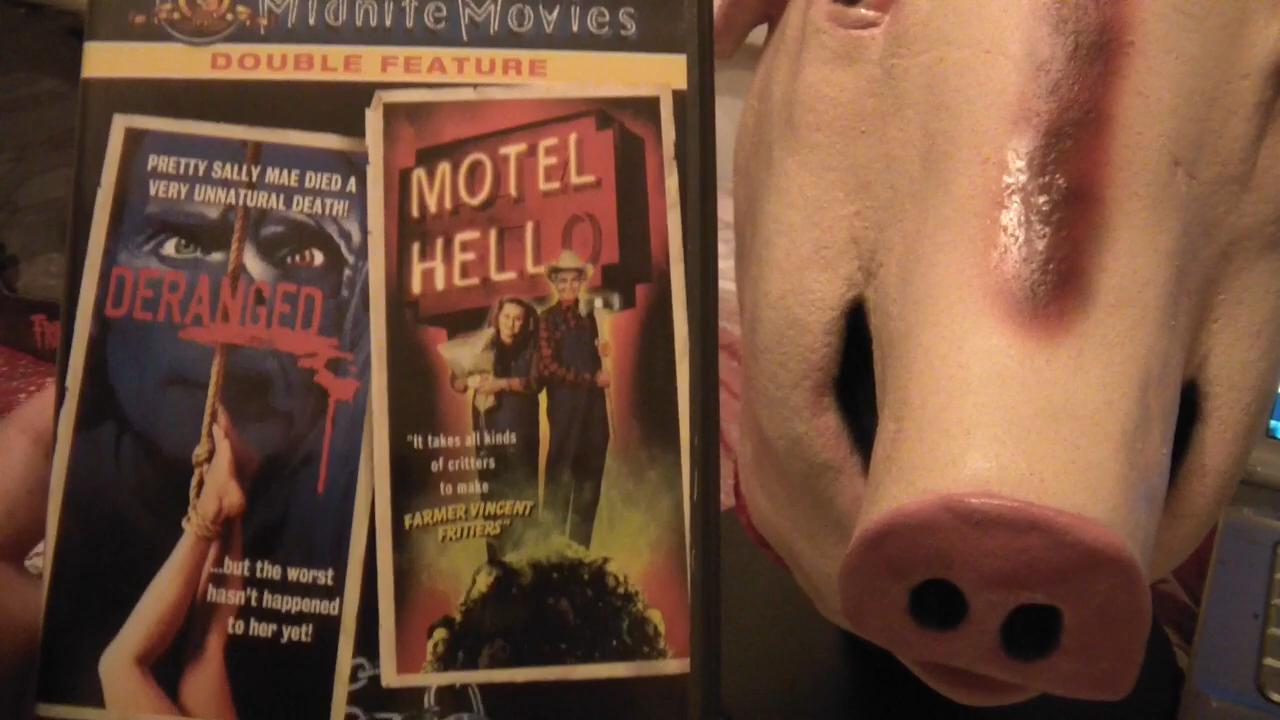 Midnite Movies
DOUBLE FEATURE
PRETTY SALLY MAE DIED A
VERY UNNATURAL DEATH!
DERANGED
...but the worst
hasn't happened
to her yet!
MOTEL
HELLO
"It takes all kinds
of critters
to make
FARMER VINCENT
FRITTERS"